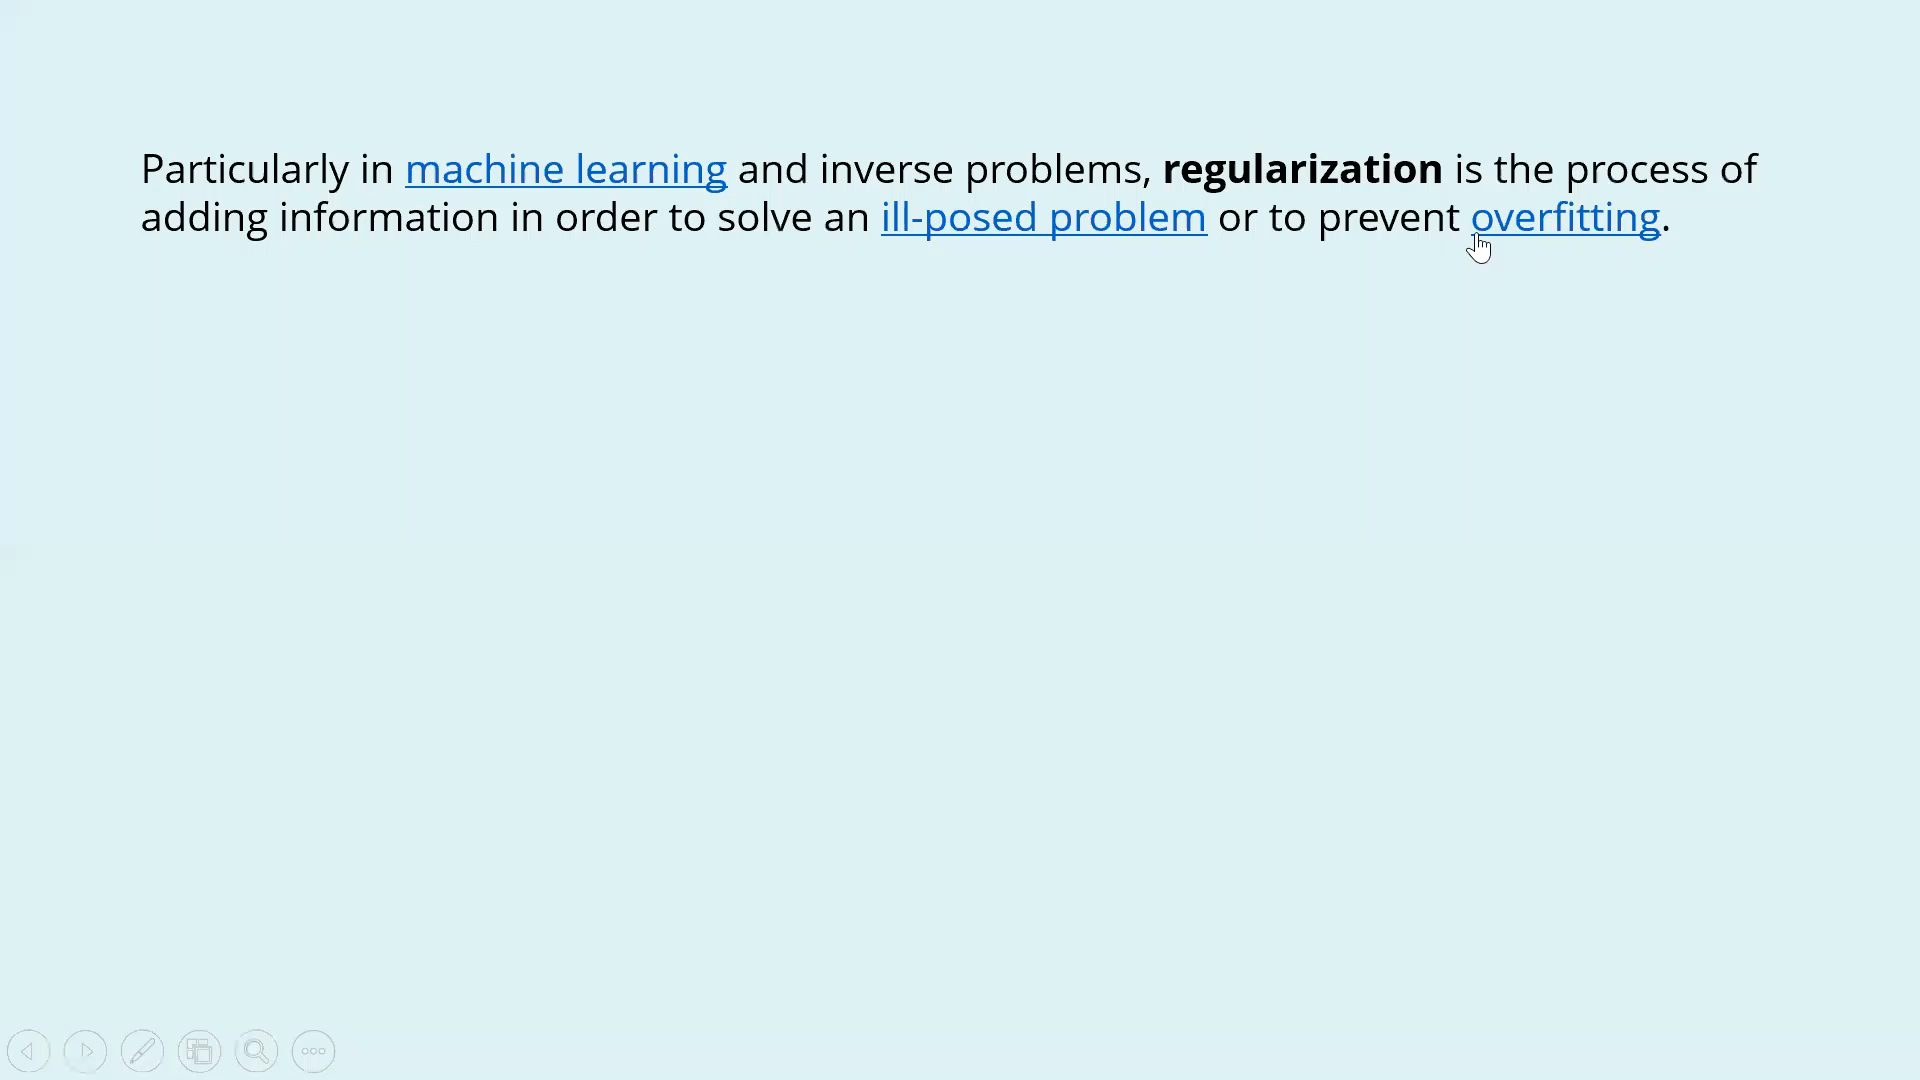 Particularly in machine learning and inverse problems, regularization is the process of
adding information in order to solve an ill-posed problem or to prevent overfitting.